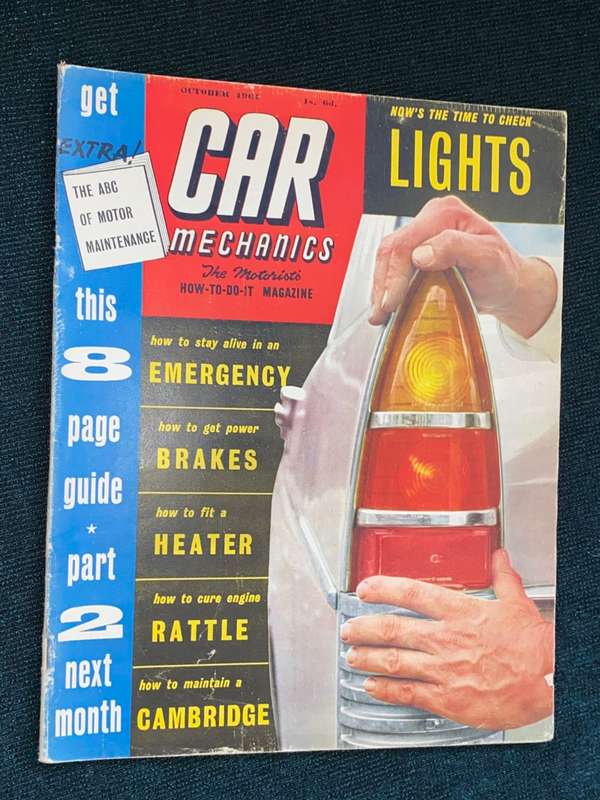 get
EXTRA!
THE ABC
OF MOTOR
MAINTENANCE
this
8
page
guide
*
part
2
next
month
OCTOBER
1s. 6d.
CAR
MECHANICS
The Motorists
HOW-TO-DO-IT MAGAZINE
NOW'S THE TIME TO CHECK
LIGHTS
how to stay alive in an
EMERGENCY
how to get power
BRAKES
how to fit a
HEATER
how to cure engine
RATTLE
how to maintain a
CAMBRIDGE